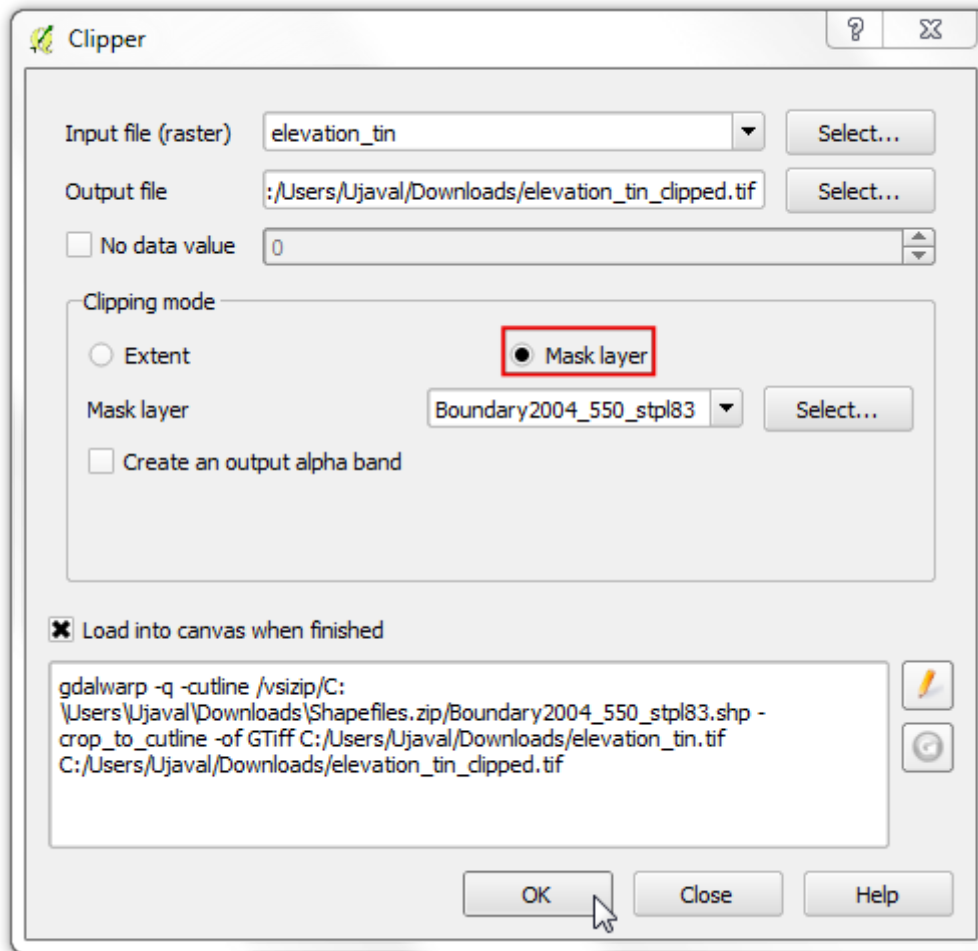 Clipper
Input file (raster) elevation_tin Select...
Output file :/Users/Ujaval/Downloads/elevation_tin_clipped.tif Select...
No data value 0
Clipping mode
Extent Mask layer
Mask layer Boundary2004_550_stpl83 Select...
Create an output alpha band
Load into canvas when finished
gdalwarp -q -cutline /vsizip/C:
\Users\Ujaval\Downloads\Shapefiles.zip/Boundary2004_550_stpl83.shp -
crop_to_cutline -of GTiff C:/Users/Ujaval/Downloads/elevation_tin.tif
C:/Users/Ujaval/Downloads/elevation_tin_clipped.tif
OK Close Help